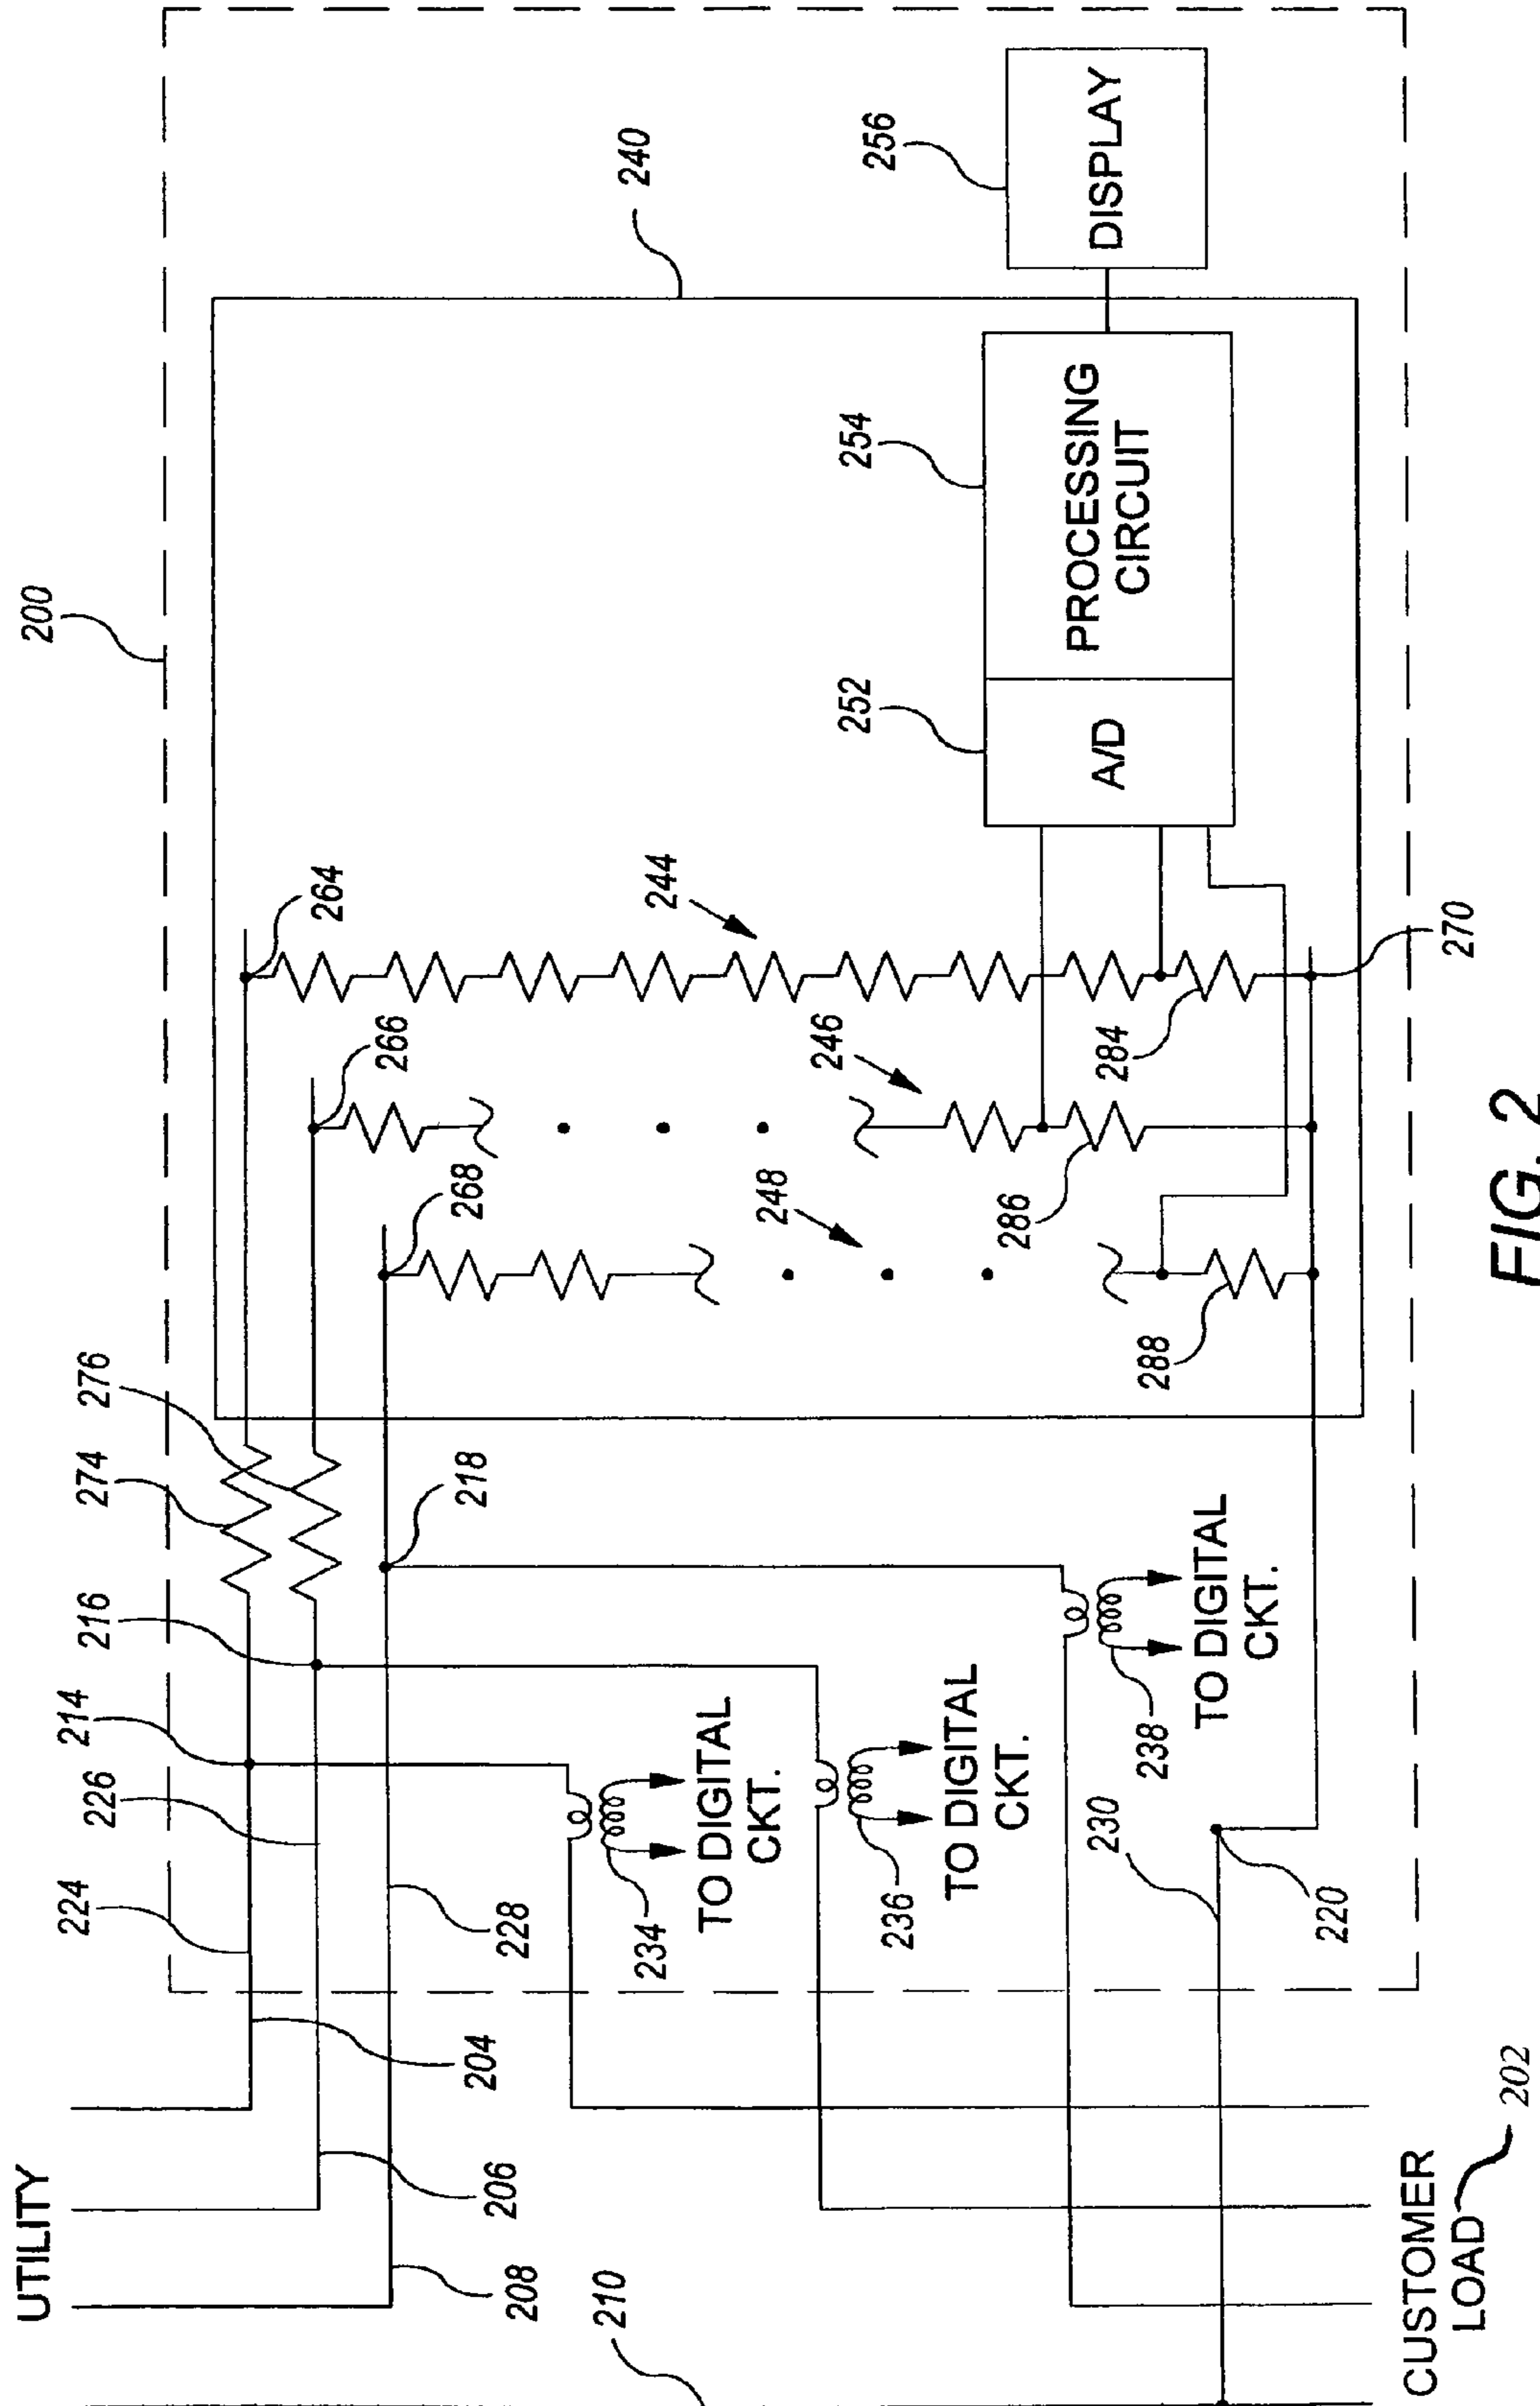 UTILITY
208
206
204
224
226
214
216
274
276
200
210
228
218
268
266
264
240
234
TO DIGITAL
CKT.
236
TO DIGITAL
CKT.
238
TO DIGITAL
CKT.
230
220
248
246
244
288
286
284
270
252
A/D
254
PROCESSING
CIRCUIT
256
DISPLAY
CUSTOMER
LOAD
202
FIG. 2